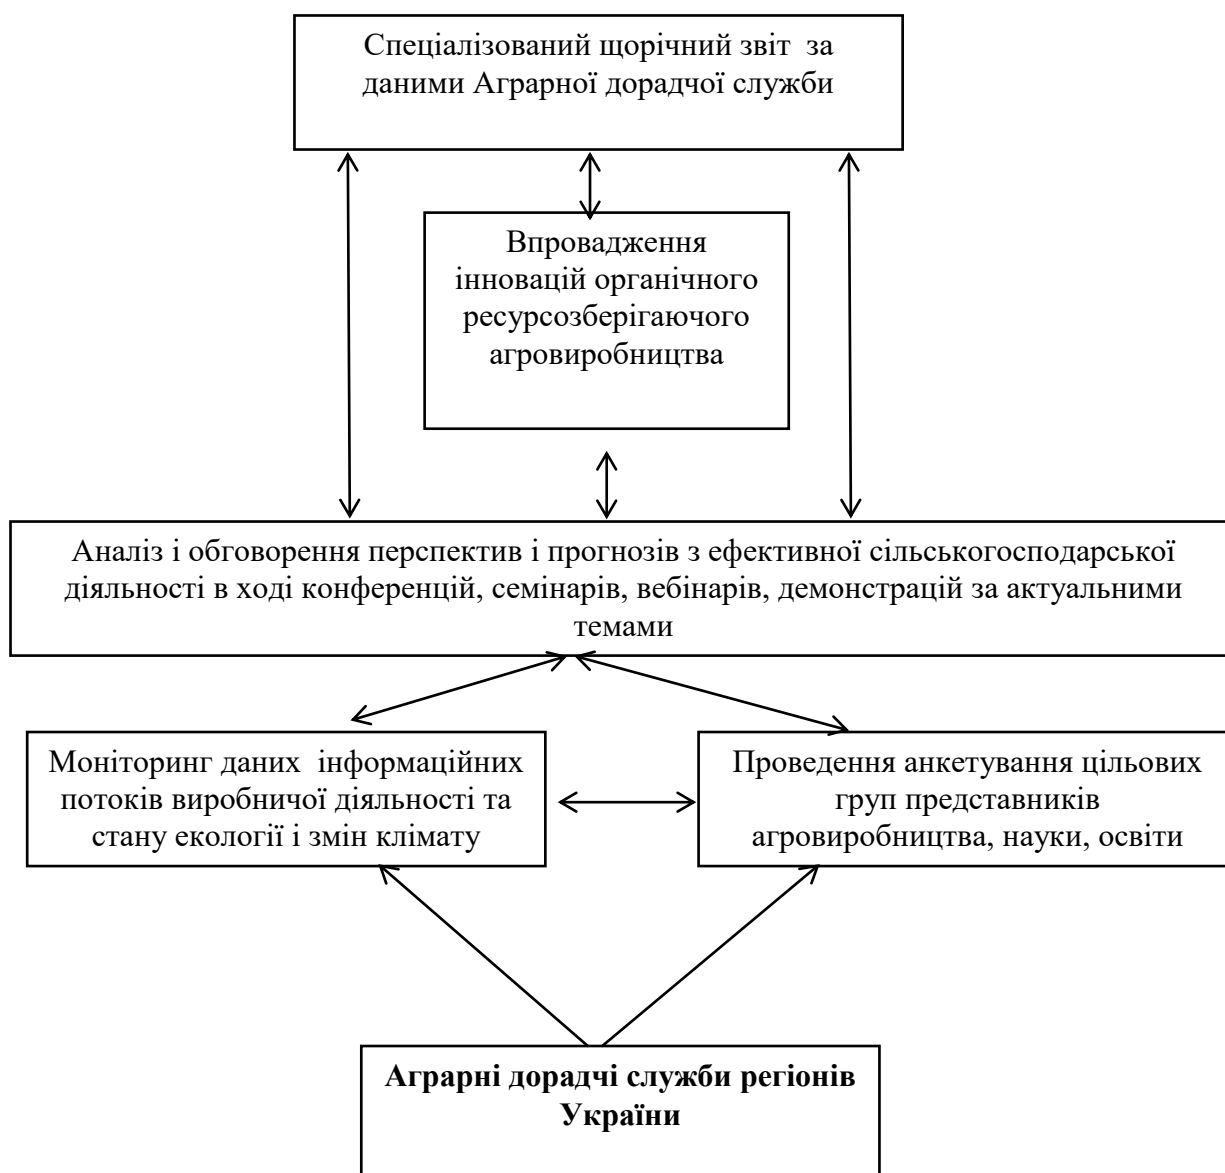 Спеціалізований щорічний звіт за
даними Аграрної дорадчої служби
Впровадження
інновацій органічного
ресурсозберігаючого
агровиробництва
Аналіз і обговорення перспектив і прогнозів з ефективної сільськогосподарської
діяльності в ході конференцій, семінарів, вебінарів, демонстрацій за актуальними
темами
Моніторинг даних інформаційних
потоків виробничої діяльності та
стану екології і змін клімату
Проведення анкетування цільових
груп представників
агровиробництва, науки, освіти
Аграрні дорадчі служби регіонів
України